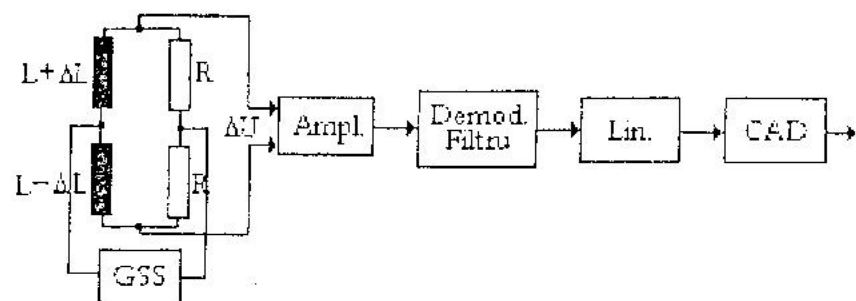 L+ΔL
R
ΔU
Ampl.
Demod.
Filtru
Lin.
CAD
L-ΔL
R
GSS